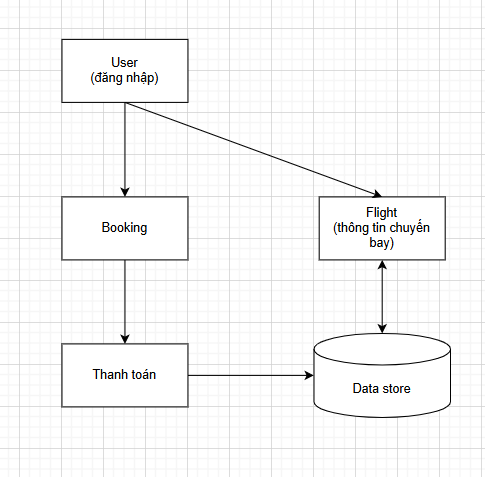 User
(đăng nhập)
Booking
Flight
(thông tin chuyến
bay)
Thanh toán
Data store